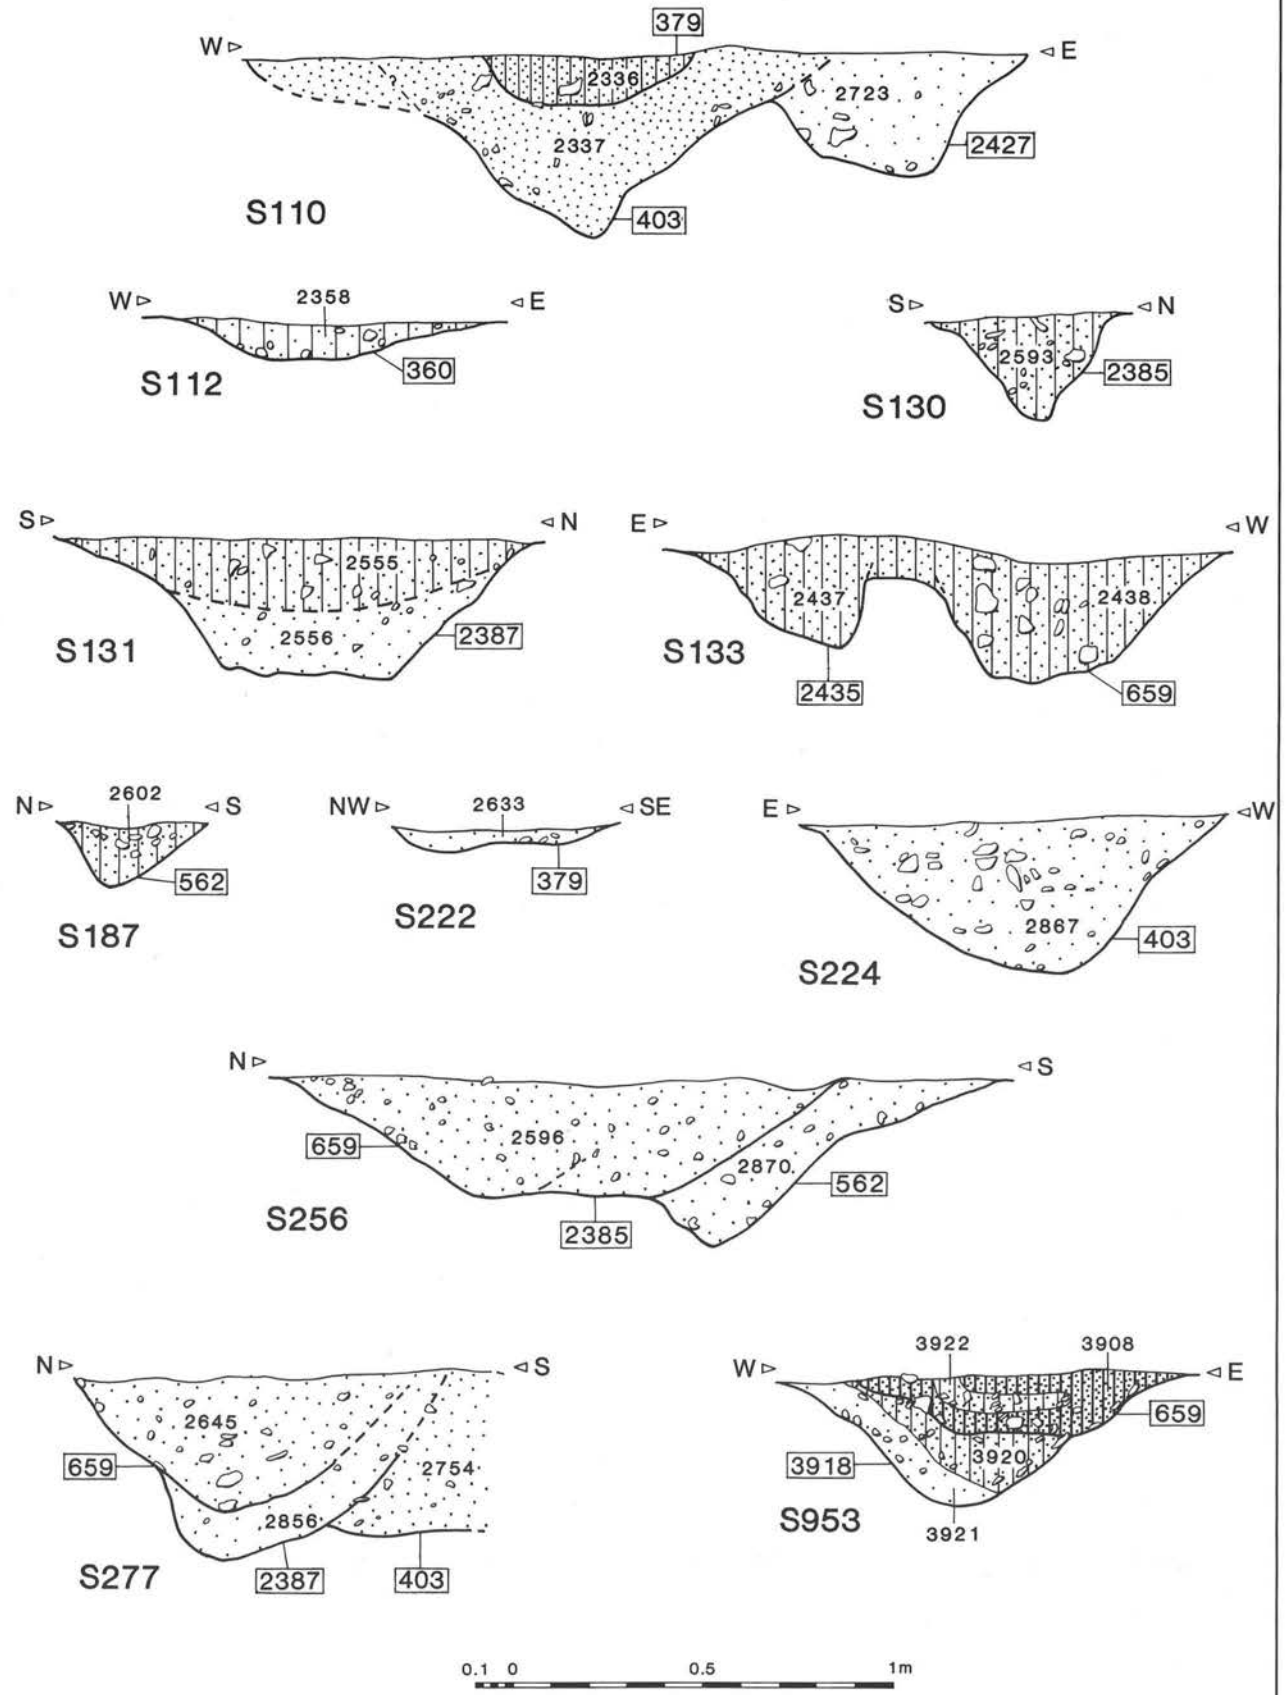 379
W E
2336
2723
2337
2427
403
S110
W 2358 E
360
S112
S N
2593
2385
S130
S N
2555
2556
2387
S131
E W
2437
2438
S133
2435
659
N 2602 S
562
S187
NW 2633 SE
379
S222
E W
2867
403
S224
N S
2596
659
2870
562
S256
2385
N S
2645
659
2754
2856
S277
2387
403
W 3922 3908 E
659
3920
3918
S953
3921
0.1 0 0.5 1m